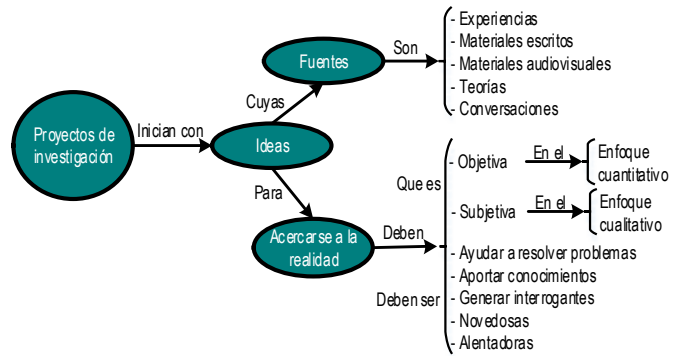 Proyectos de
investigación
Inician con
Ideas
Cuyas
Fuentes
Son
- Experiencias
- Materiales escritos
- Materiales audiovisuales
- Teorías
- Conversaciones
Para
Acercarse a la
realidad
Deben
Que es
- Objetiva
En el
Enfoque
cuantitativo
- Subjetiva
En el
Enfoque
cualitativo
Deben ser
- Ayudar a resolver problemas
- Aportar conocimientos
- Generar interrogantes
- Novedosas
- Alentadoras